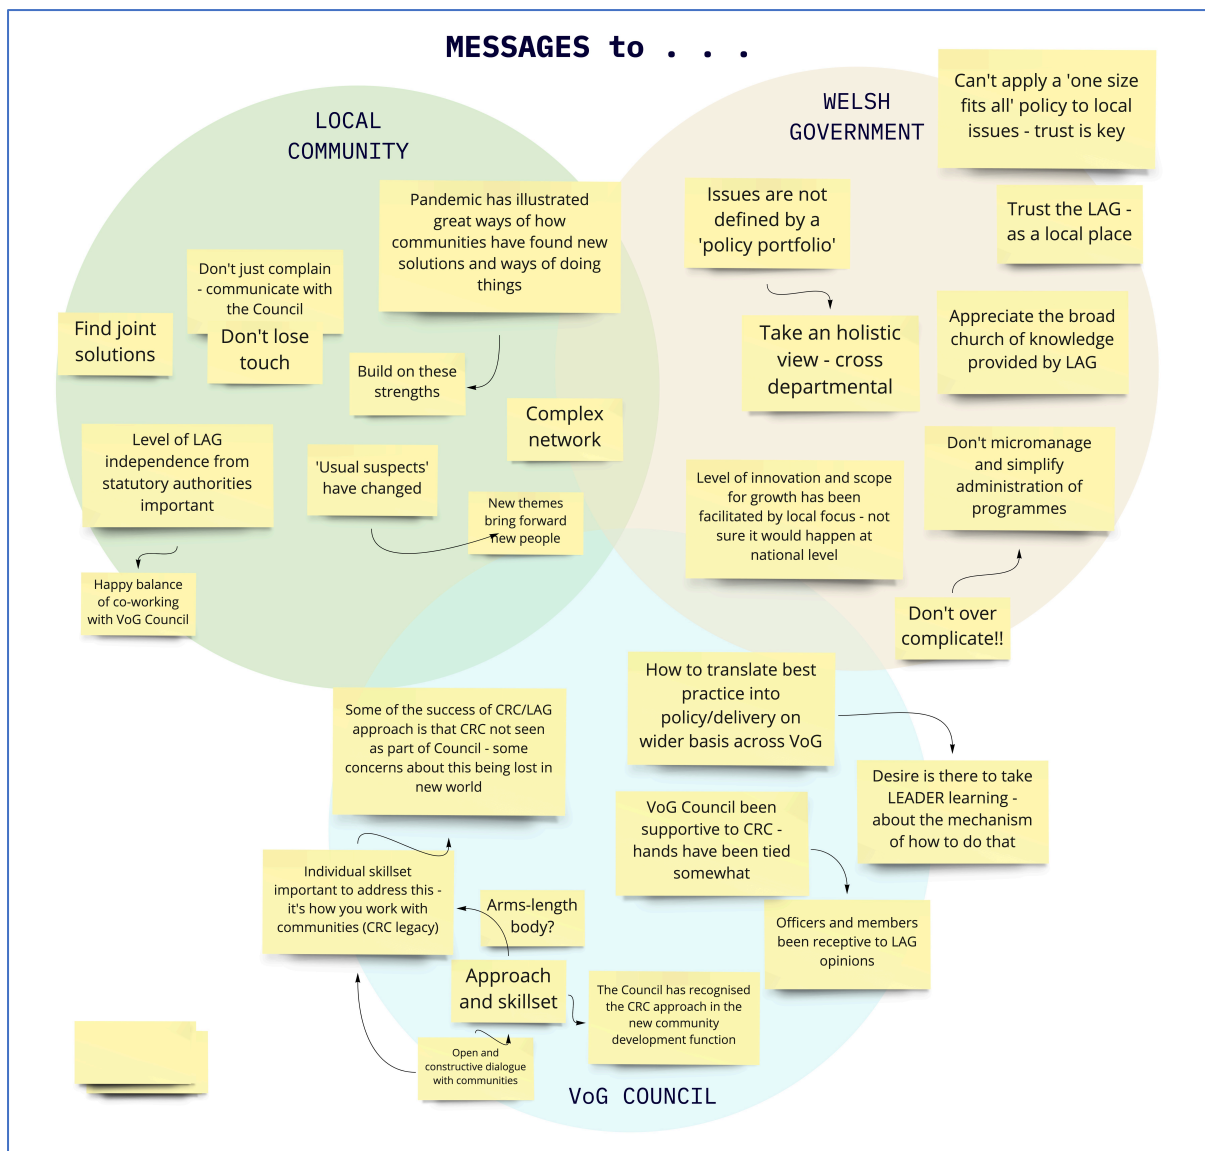 MESSAGES to . . .
LOCAL
COMMUNITY
Pandemic has illustrated
great ways of how
communities have found new
solutions and ways of doing
things
Don't just complain
- communicate with
the Council
Find joint
solutions
Don't lose
touch
Build on these
strengths
Complex
network
Level of LAG
independence from
statutory authorities
important
'Usual suspects'
have changed
New themes
bring forward
new people
Happy balance
of co-working
with VoG Council
WELSH
GOVERNMENT
Can't apply a 'one size
fits all' policy to local
issues - trust is key
Issues are not
defined by a
'policy portfolio'
Trust the LAG -
as a local place
Take an holistic
view - cross
departmental
Appreciate the broad
church of knowledge
provided by LAG
Level of innovation and scope
for growth has been
facilitated by local focus - not
sure it would happen at
national level
Don't micromanage
and simplify
administration of
programmes
Don't over
complicate!!
Some of the success of CRC/LAG
approach is that CRC not seen
as part of Council - some
concerns about this being lost in
new world
How to translate best
practice into
policy/delivery on
wider basis across VoG
Desire is there to take
LEADER learning -
about the mechanism
of how to do that
VoG Council been
supportive to CRC -
hands have been tied
somewhat
Individual skillset
important to address this -
it's how you work with
communities (CRC legacy)
Arms-length
body?
Officers and members
been receptive to LAG
opinions
Approach
and skillset
The Council has recognised
the CRC approach in the
new community
development function
Open and
constructive dialogue
with communities
VoG COUNCIL